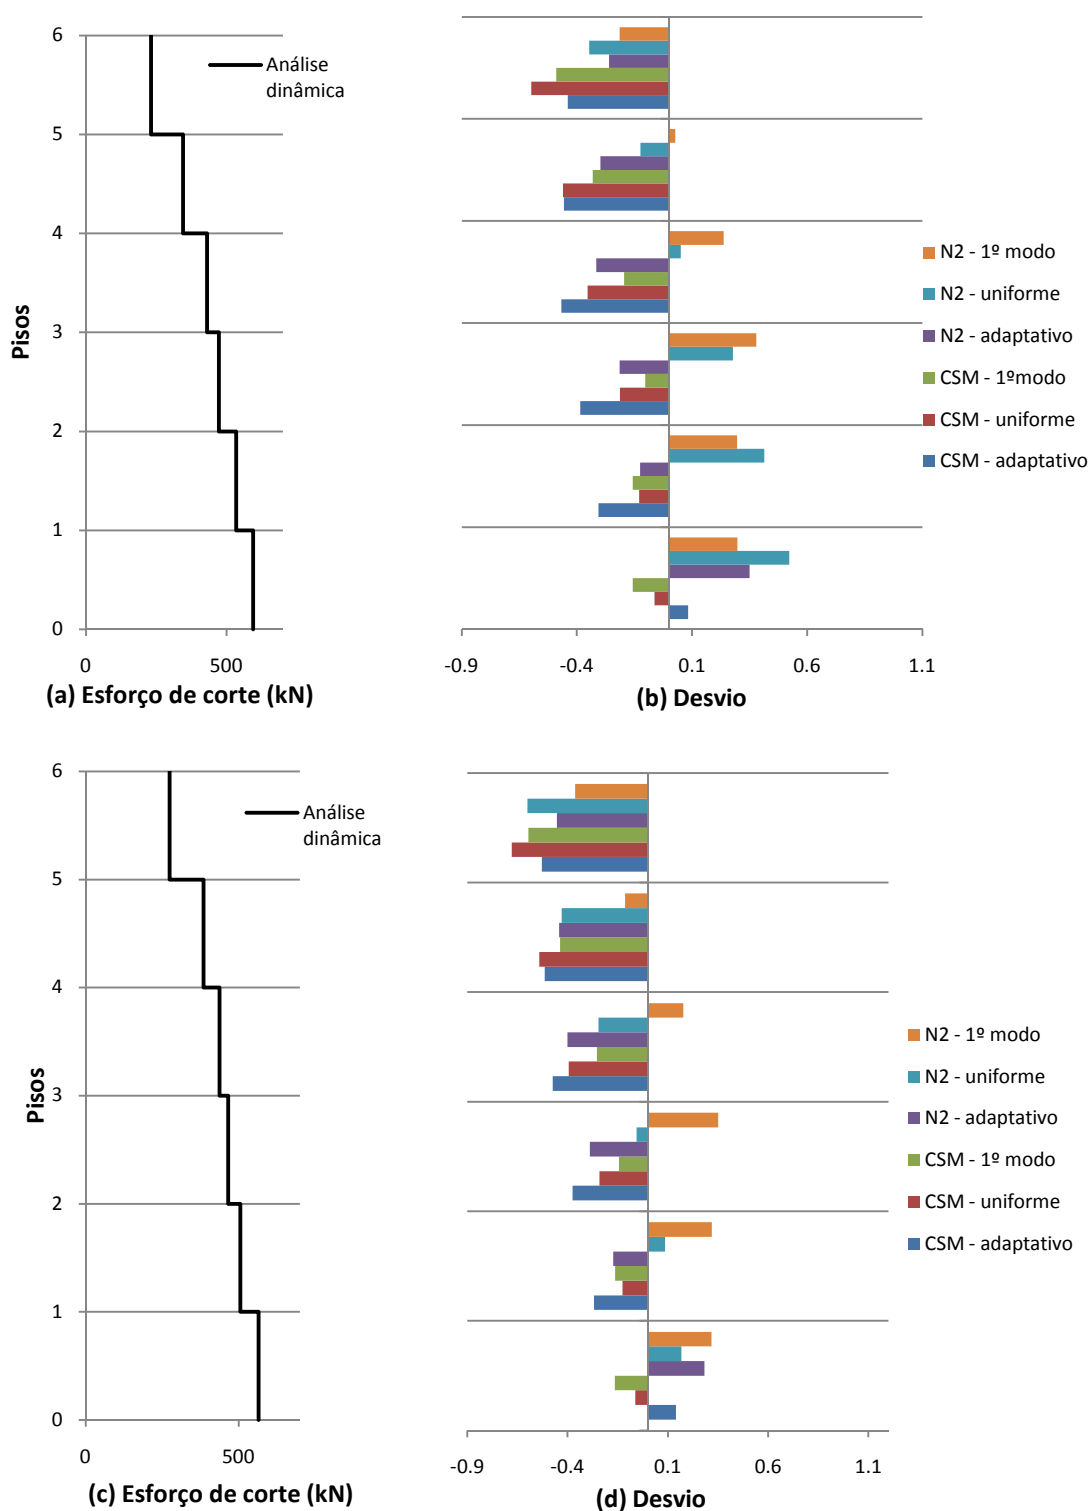 6
5
4
3
2
1
0
Pisos
Análise
dinâmica
0
500
(a) Esforço de corte (kN)
N2 - 1º modo
N2 - uniforme
N2 - adaptativo
CSM - 1ºmodo
CSM - uniforme
CSM - adaptativo
-0.9
-0.4
0.1
0.6
1.1
(b) Desvio
6
5
4
3
2
1
0
Pisos
Análise
dinâmica
0
500
(c) Esforço de corte (kN)
N2 - 1º modo
N2 - uniforme
N2 - adaptativo
CSM - 1º modo
CSM - uniforme
CSM - adaptativo
-0.9
-0.4
0.1
0.6
1.1
(d) Desvio